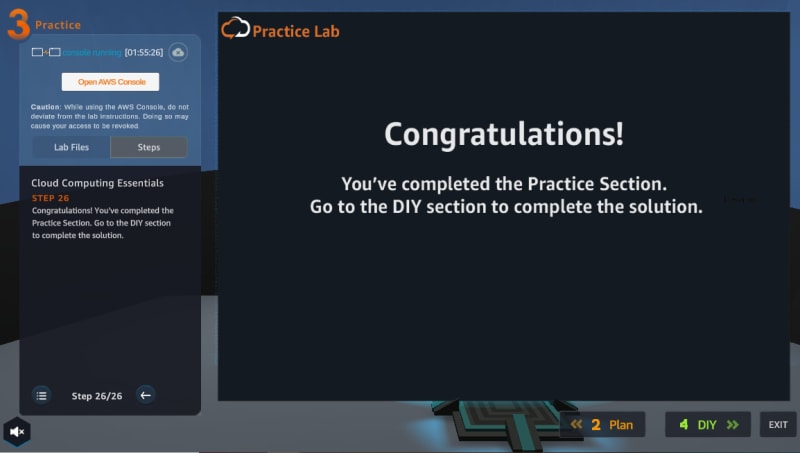 3 Practice
console running [01:55:26]
Open AWS Console
Caution: While using the AWS Console, do not
deviate from the lab instructions. Doing so may
cause your access to be revoked.
Lab Files Steps
Cloud Computing Essentials
STEP 26
Congratulations! You've completed the
Practice Section. Go to the DIY section
to complete the solution.
Step 26/26
Practice Lab
Congratulations!
You've completed the Practice Section.
Go to the DIY section to complete the solution.
2 Plan
4 DIY
EXIT